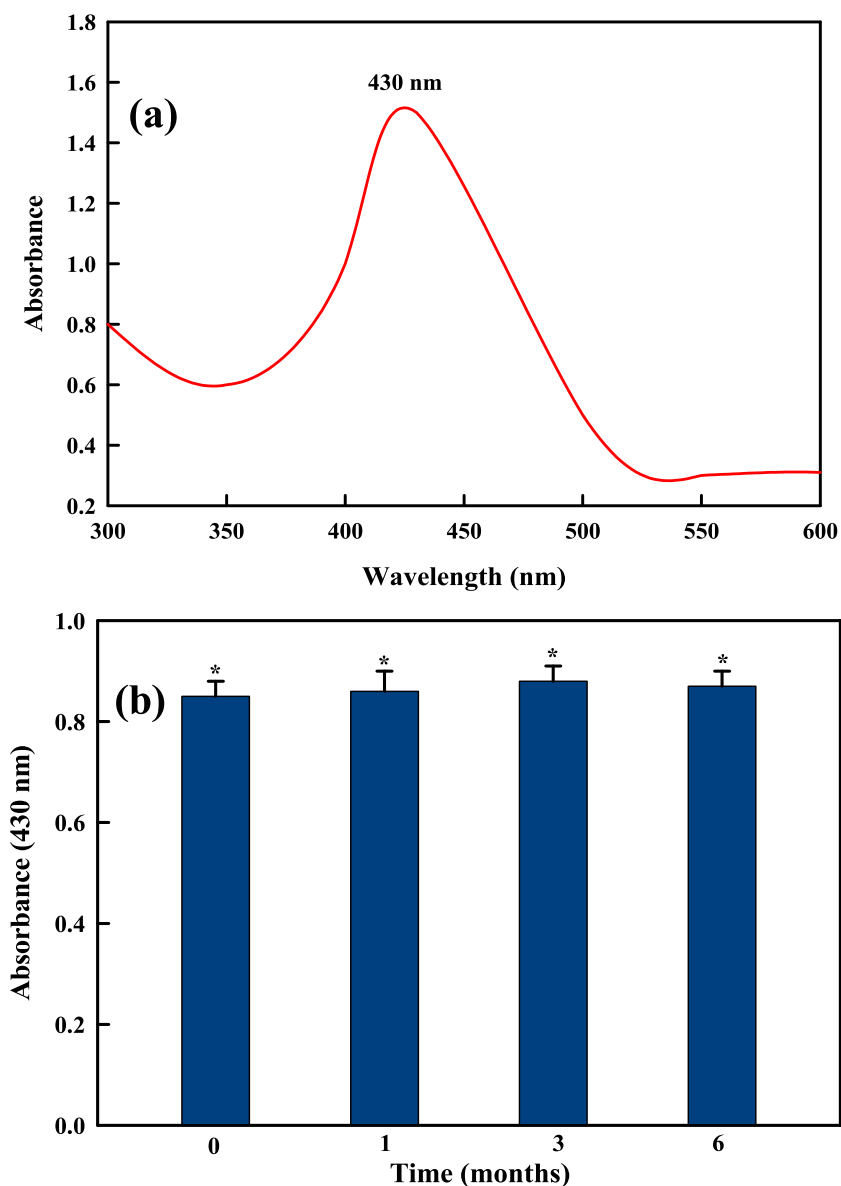 1.8
1.6
1.4
1.2
1.0
0.8
0.6
0.4
0.2
Absorbance
(a)
430 nm
300 350 400 450 500 550 600
Wavelength (nm)
1.0
0.8
0.6
0.4
0.2
0.0
Absorbance (430 nm)
(b)
* * * *
0 1 3 6
Time (months)